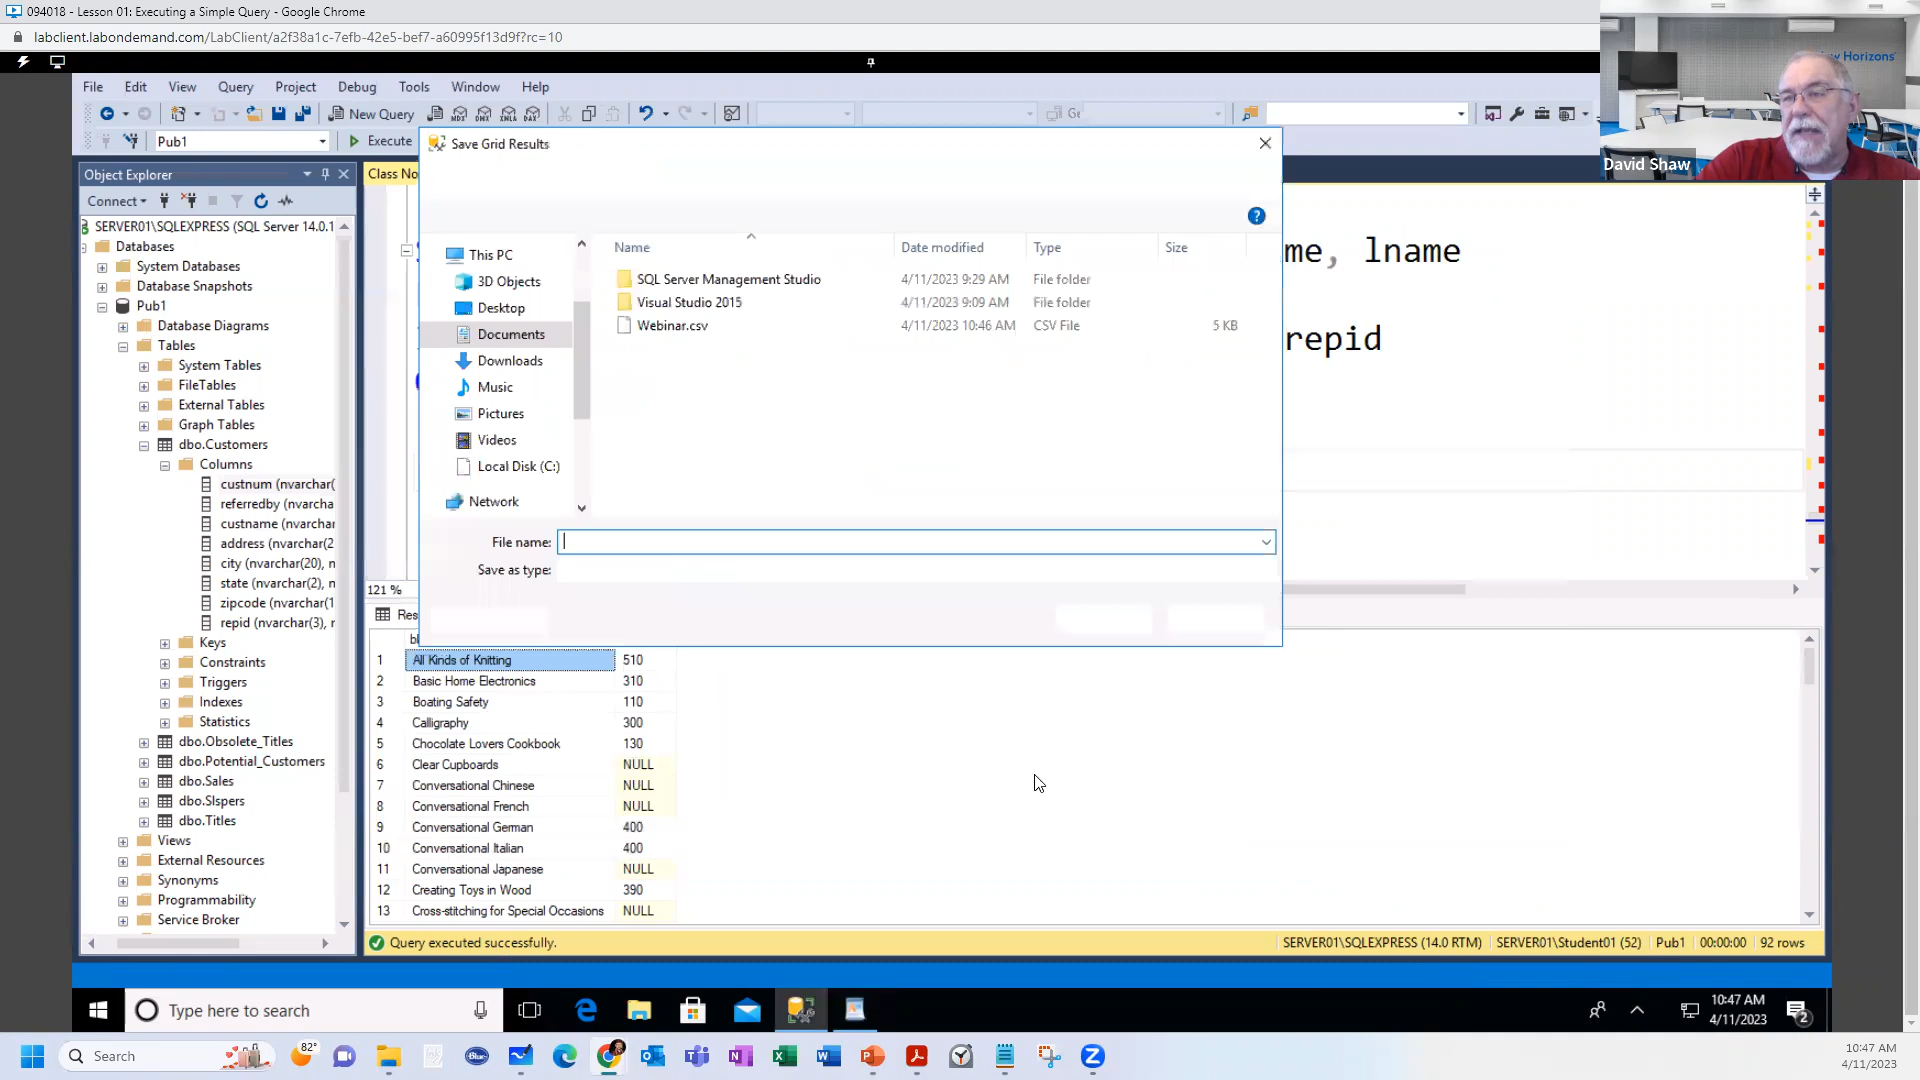 094018 - Lesson 01: Executing a Simple Query - Google Chrome
labclient.labondemand.com/LabClient/a2f38a1c-7efb-42e5-bef7-a60995f13d9f?rc=10
Horizons
David Shaw
File Edit View Query Project Debug Tools Window Help
New Query
Pub1
Execute
Object Explorer
Class No
Connect
SERVER01\SQLEXPRESS (SQL Server 14.0.1
Databases
System Databases
Database Snapshots
Pub1
Database Diagrams
Tables
System Tables
FileTables
External Tables
Graph Tables
dbo.Customers
Columns
custnum (nvarchar(
referredby (nvarcha
custname (nvarchar
address (nvarchar(2
city (nvarchar(20), n
state (nvarchar(2), n
zipcode (nvarchar(1
repid (nvarchar(3), r
Keys
Constraints
Triggers
Indexes
Statistics
dbo.Obsolete_Titles
dbo.Potential_Customers
dbo.Sales
dbo.Slspers
dbo.Titles
Views
External Resources
Synonyms
Programmability
Service Broker
me, lname
repid
Save Grid Results
This PC
3D Objects
Desktop
Documents
Downloads
Music
Pictures
Videos
Local Disk (C:)
Network
Name Date modified Type Size
SQL Server Management Studio 4/11/2023 9:29 AM File folder
Visual Studio 2015 4/11/2023 9:09 AM File folder
Webinar.csv 4/11/2023 10:46 AM CSV File 5 KB
File name:
Save as type:
121 %
Res
1 All Kinds of Knitting 510
2 Basic Home Electronics 310
3 Boating Safety 110
4 Calligraphy 300
5 Chocolate Lovers Cookbook 130
6 Clear Cupboards NULL
7 Conversational Chinese NULL
8 Conversational French NULL
9 Conversational German 400
10 Conversational Italian 400
11 Conversational Japanese NULL
12 Creating Toys in Wood 390
13 Cross-stitching for Special Occasions NULL
Query executed successfully.
SERVER01\SQLEXPRESS (14.0 RTM) SERVER01\Student01 (52) Pub1 00:00:00 92 rows
Type here to search
10:47 AM
4/11/2023
2
Search
82°
Blue
10:47 AM
4/11/2023